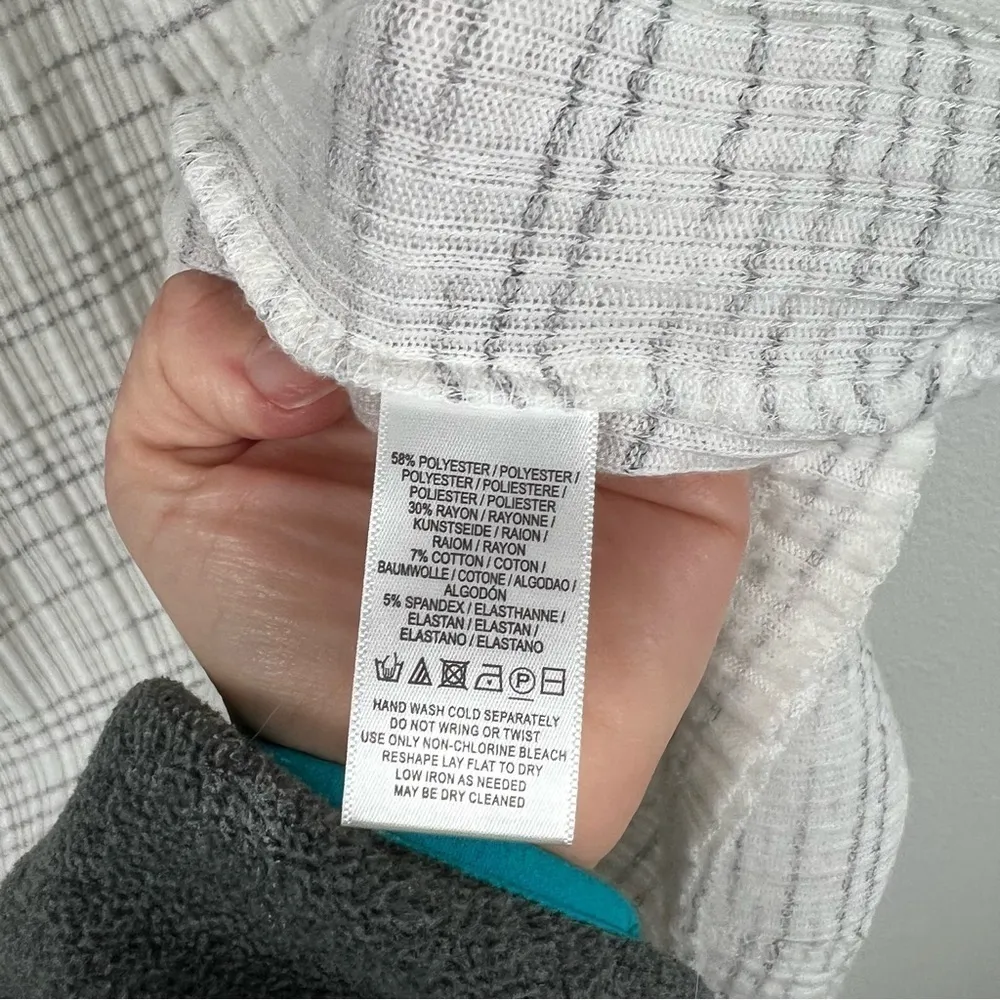 58% POLYESTER / POLYESTER /
POLYESTER / POLIESTERE /
POLIESTER / POLIESTER
30% RAYON / RAYONNE /
KUNSTSEIDE / RAION /
RAIOM / RAYON
7% COTTON / COTON /
BAUMWOLLE / COTONE / ALGODAO /
ALGODÓN
5% SPANDEX / ELASTHANNE /
ELASTAN / ELASTAN /
ELASTANO / ELASTANO
P
HAND WASH COLD SEPARATELY
DO NOT WRING OR TWIST
USE ONLY NON-CHLORINE BLEACH
RESHAPE LAY FLAT TO DRY
LOW IRON AS NEEDED
MAY BE DRY CLEANED